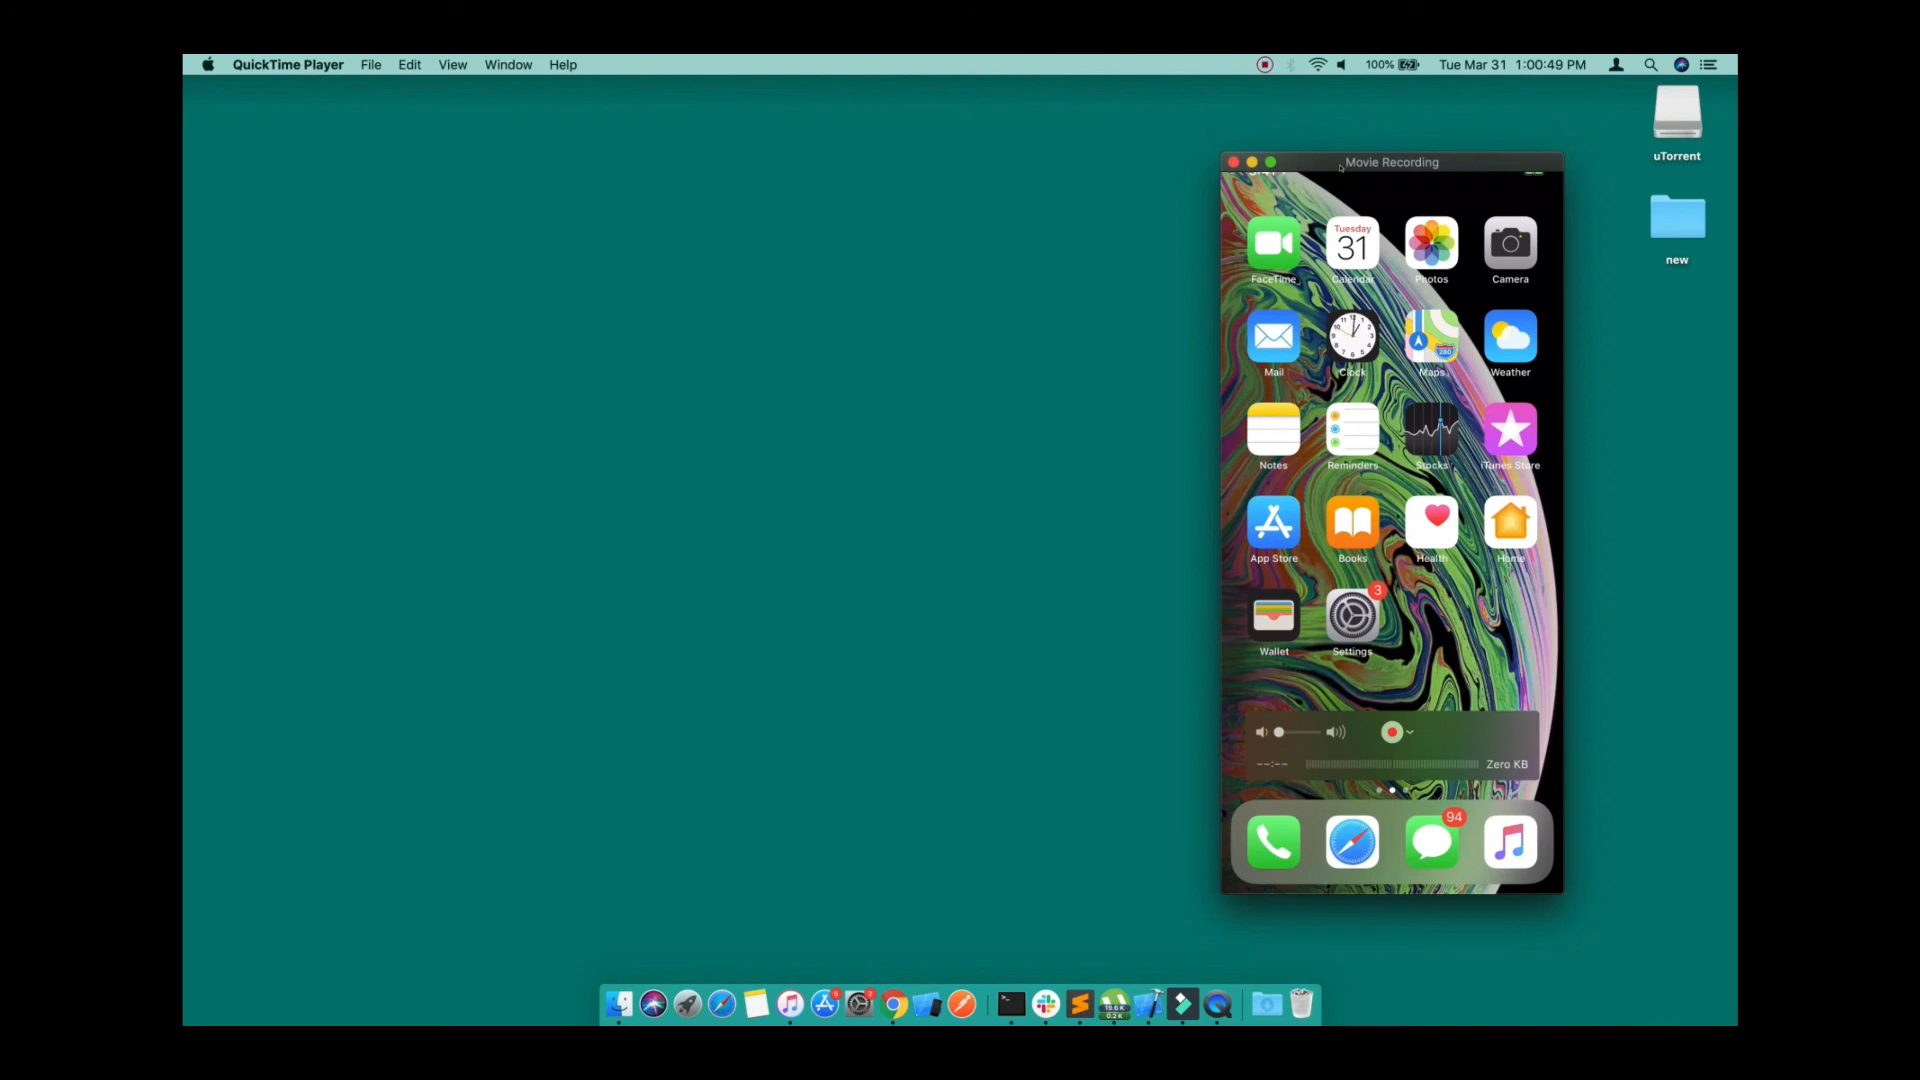 QuickTime Player File Edit View Window Help 100% Tue Mar 31 1:00:49 PM
uTorrent
new
Movie Recording
Tuesday
31
FaceTime Calendar Photos Camera
280
Mail Clock Maps Weather
Notes Reminders Stocks iTunes Store
App Store Books Health Home
3
Wallet Settings
--:-- Zero KB
94